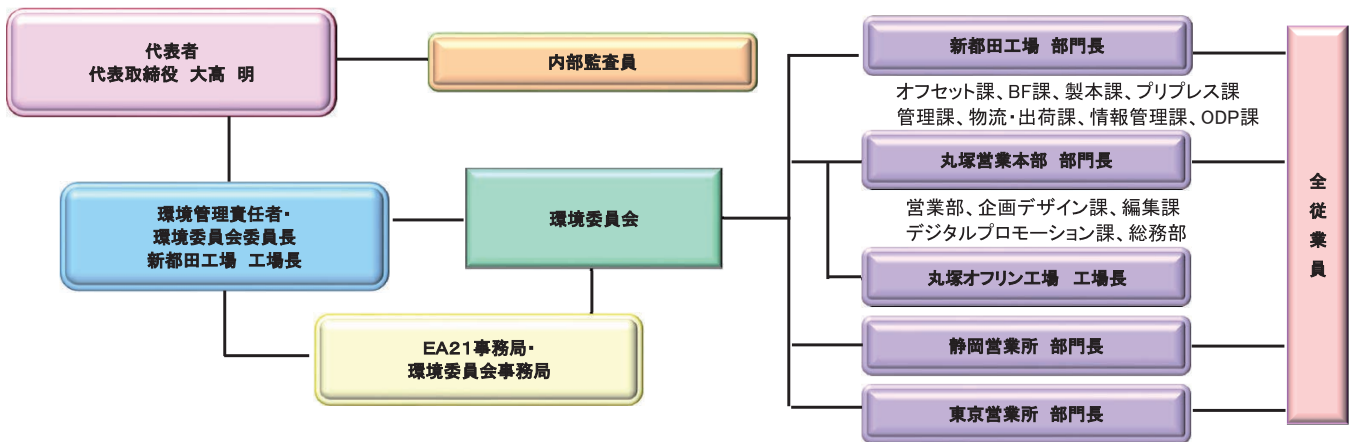 代表者
代表取締役 大高 明
内部監査員
環境管理責任者・
環境委員会委員長
新都田工場 工場長
環境委員会
EA21事務局・
環境委員会事務局
新都田工場 部門長
オフセット課、BF課、製本課、プリプレス課
管理課、物流・出荷課、情報管理課、ODP課
丸塚営業本部 部門長
営業部、企画デザイン課、編集課
デジタルプロモーション課、総務部
丸塚オフリン工場 工場長
静岡営業所 部門長
東京営業所 部門長
全従業員